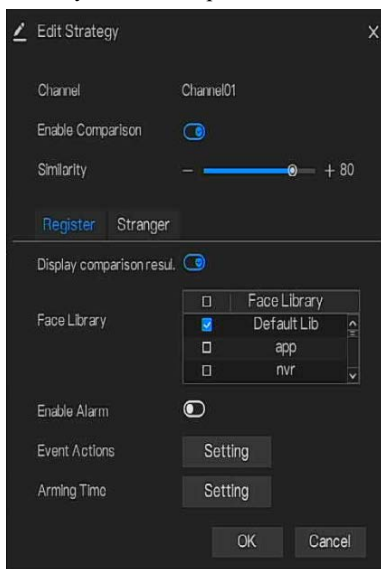 Edit Strategy X
Channel Channel01
Enable Comparison
Similarity − + 80
Register Stranger
Display comparison resul.
Face Library
Face Library
Default Lib
app
nvr
Enable Alarm
Event Actions Setting
Arming Time Setting
OK Cancel